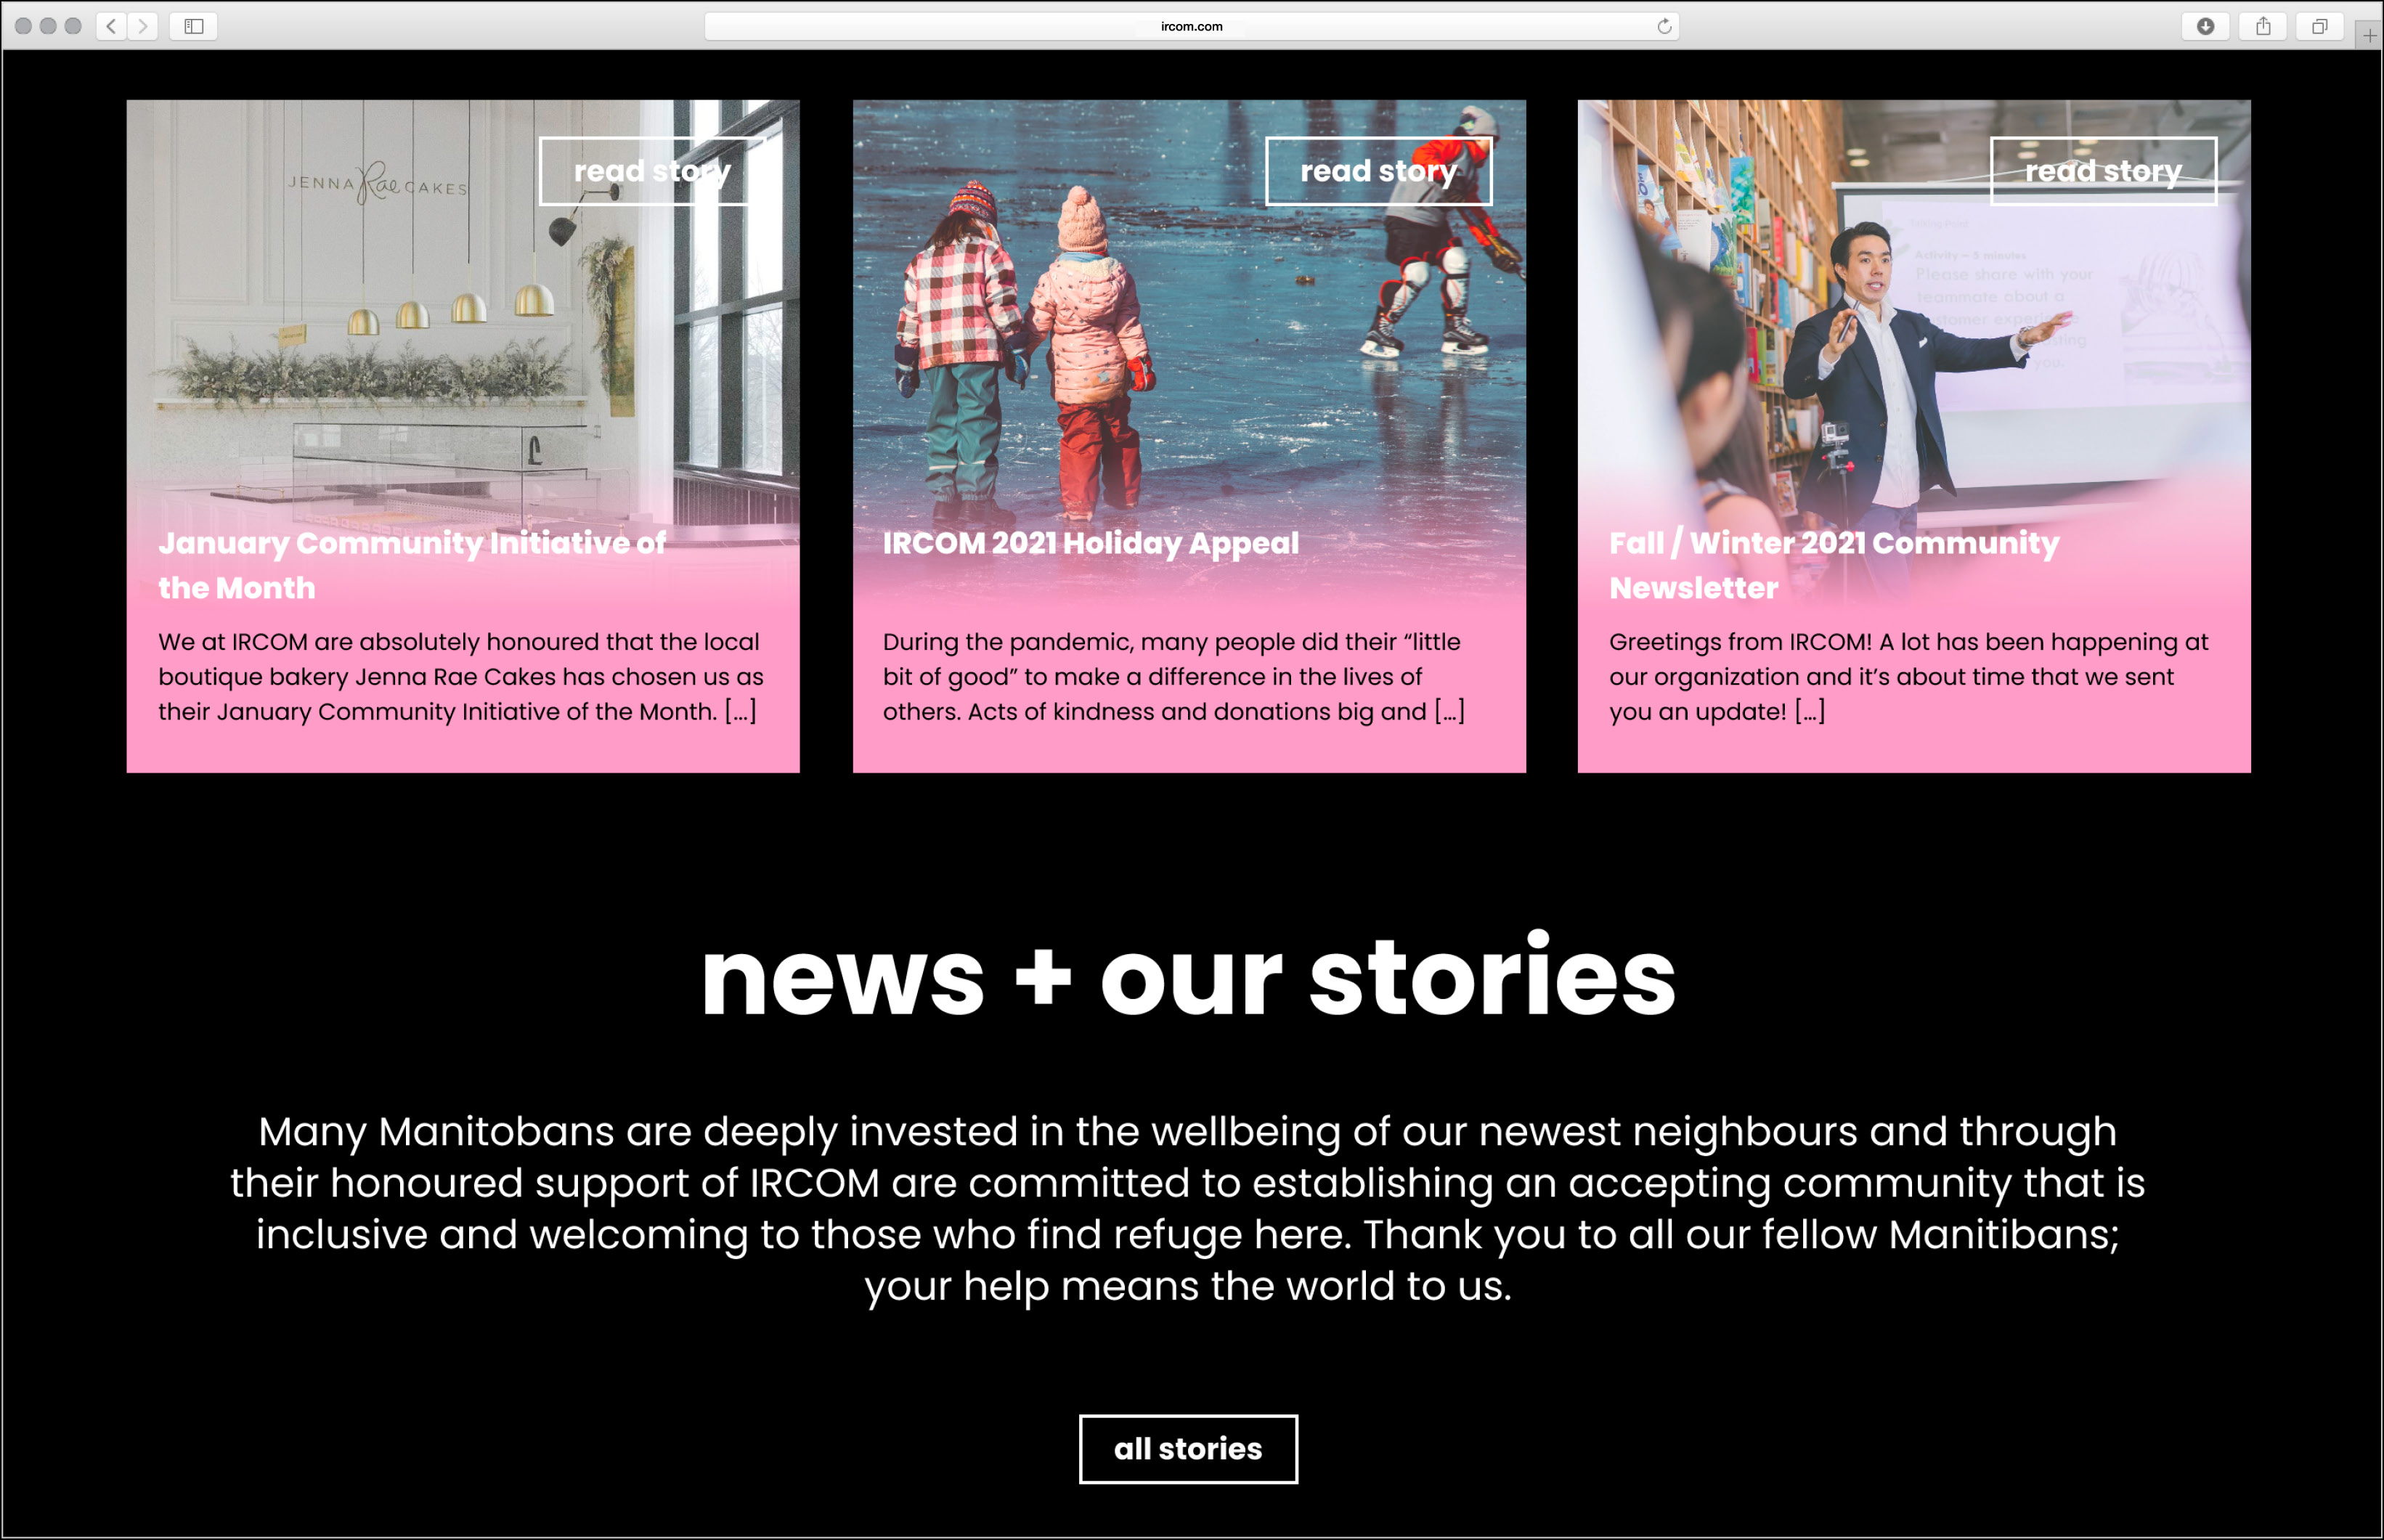 ircom.com
JENNA Rae CAKES
read story
January Community Initiative of
the Month
We at IRCOM are absolutely honoured that the local
boutique bakery Jenna Rae Cakes has chosen us as
their January Community Initiative of the Month. [...]
read story
IRCOM 2021 Holiday Appeal
During the pandemic, many people did their “little
bit of good” to make a difference in the lives of
others. Acts of kindness and donations big and [...]
read story
Activity – 5 minutes
Please share with your
teammate about a
you.
Fall / Winter 2021 Community
Newsletter
Greetings from IRCOM! A lot has been happening at
our organization and it’s about time that we sent
you an update! [...]
news + our stories
Many Manitobans are deeply invested in the wellbeing of our newest neighbours and through
their honoured support of IRCOM are committed to establishing an accepting community that is
inclusive and welcoming to those who find refuge here. Thank you to all our fellow Manitibans;
your help means the world to us.
all stories